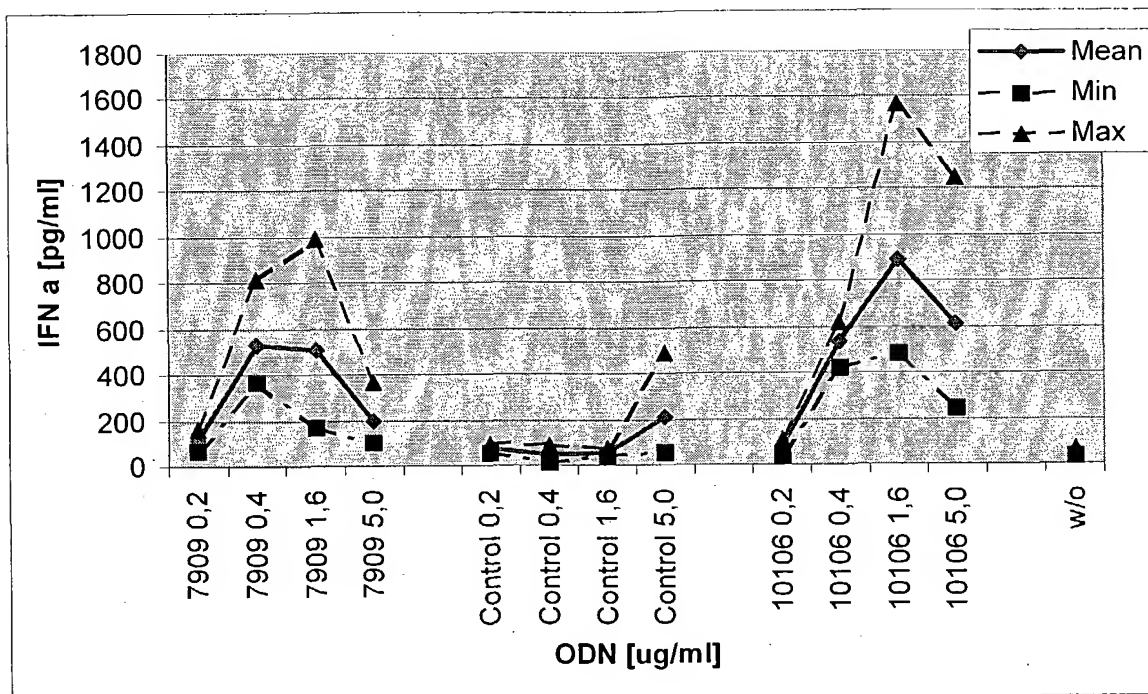 1800
1600
1400
1200
1000
800
600
400
200
0
IFN a [pg/ml]
Mean
Min
Max
7909 0,2
7909 0,4
7909 1,6
7909 5,0
Control 0,2
Control 0,4
Control 1,6
Control 5,0
10106 0,2
10106 0,4
10106 1,6
10106 5,0
w/o
ODN [ug/ml]